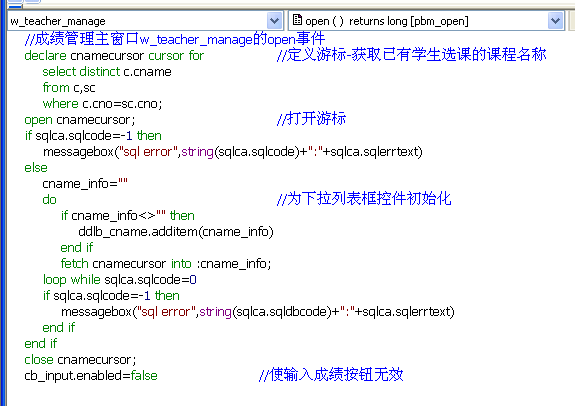 w_teacher_manage
open ( )  returns long [pbm_open]
//成绩管理主窗口w_teacher_manage的open事件
declare cnamecursor cursor for //定义游标-获取已有学生选课的课程名称
select distinct c.cname
from c,sc
where c.cno=sc.cno;
open cnamecursor; //打开游标
if sqlca.sqlcode=-1 then
messagebox("sql error",string(sqlca.sqlcode)+":"+sqlca.sqlerrtext)
else
cname_info=""
do //为下拉列表框控件初始化
if cname_info<>"" then
ddlb_cname.additem(cname_info)
end if
fetch cnamecursor into :cname_info;
loop while sqlca.sqlcode=0
if sqlca.sqlcode=-1 then
messagebox("sql error",string(sqlca.sqldbcode)+":"+sqlca.sqlerrtext)
end if
end if
close cnamecursor;
cb_input.enabled=false //使输入成绩按钮无效